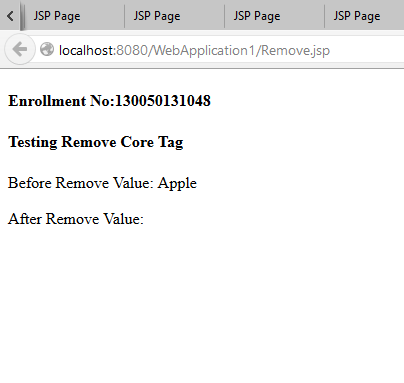 JSP Page JSP Page JSP Page JSP Page
localhost:8080/WebApplication1/Remove.jsp
Enrollment No:130050131048
Testing Remove Core Tag
Before Remove Value: Apple
After Remove Value: